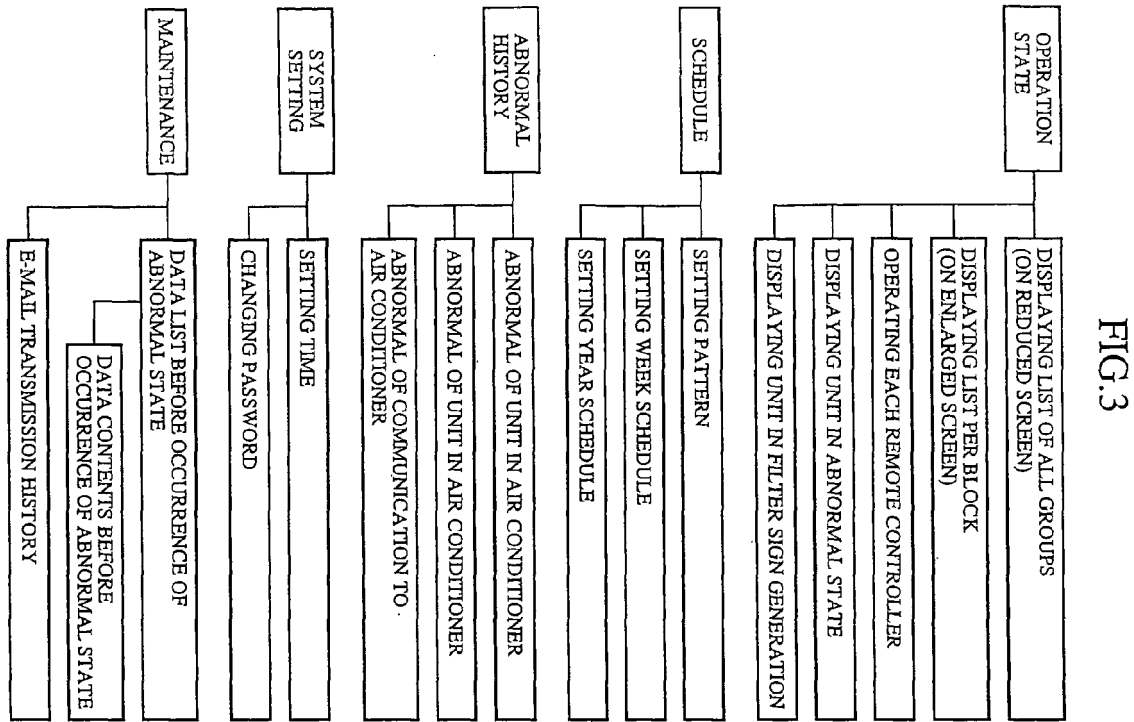 FIG.3
OPERATION
STATE
DISPLAYING LIST OF ALL GROUPS
(ON REDUCED SCREEN)
DISPLAYING LIST PER BLOCK
(ON ENLARGED SCREEN)
OPERATING EACH REMOTE CONTROLLER
DISPLAYING UNIT IN ABNORMAL STATE
DISPLAYING UNIT IN FILTER SIGN GENERATION
SCHEDULE
SETTING PATTERN
SETTING WEEK SCHEDULE
SETTING YEAR SCHEDULE
ABNORMAL
HISTORY
ABNORMAL OF UNIT IN AIR CONDITIONER
ABNORMAL OF UNIT IN AIR CONDITIONER
ABNORMAL OF COMMUNICATION TO
AIR CONDITIONER
SYSTEM
SETTING
SETTING TIME
CHANGING PASSWORD
MAINTENANCE
DATA LIST BEFORE OCCURRENCE OF
ABNORMAL STATE
DATA CONTENTS BEFORE
OCCURRENCE OF ABNORMAL STATE
E-MAIL TRANSMISSION HISTORY